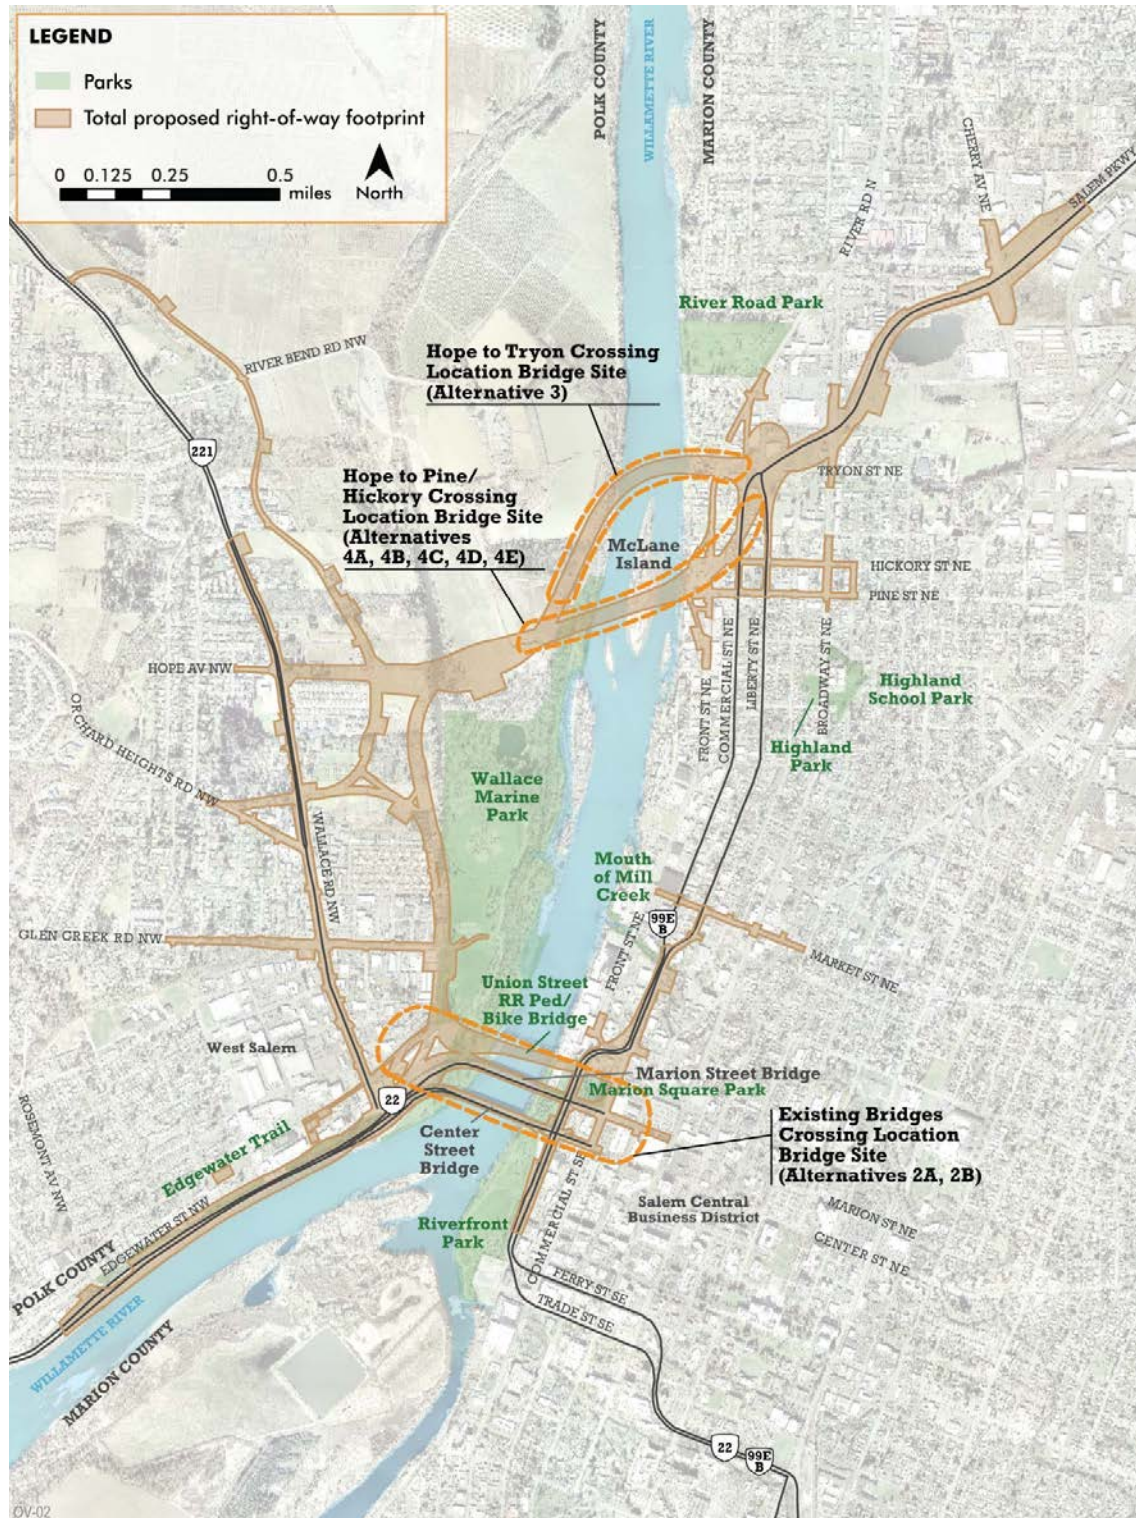 LEGEND
Parks
Total proposed right-of-way footprint
0 0.125 0.25 0.5
miles
North
POLK COUNTY
WILLAMETTE RIVER
MARION COUNTY
CHERRY AV NE
SALEM PKWY
RIVER RD N
River Road Park
RIVER BEND RD NW
Hope to Tryon Crossing
Location Bridge Site
(Alternative 3)
221
TRYON ST NE
Hope to Pine/
Hickory Crossing
Location Bridge Site
(Alternatives
4A, 4B, 4C, 4D, 4E)
McLane
Island
HICKORY ST NE
PINE ST NE
HOPE AV NW
FRONT ST NE
COMMERCIAL ST NE
LIBERTY ST NE
BROADWAY ST NE
Highland
School Park
Highland
Park
ORCHARD HEIGHTS RD NW
Wallace
Marine
Park
WALLACE RD NW
Mouth
of Mill
Creek
99E
B
FRONT ST NE
GLEN CREEK RD NW
MARKET ST NE
Union Street
RR Ped/
Bike Bridge
West Salem
Marion Street Bridge
Marion Square Park
22
ROSEMONT AV NW
Edgewater Trail
Center
Street
Bridge
Existing Bridges
Crossing Location
Bridge Site
(Alternatives 2A, 2B)
COMMERCIAL ST SE
Salem Central
Business District
MARION ST NE
CENTER ST NE
Riverfront
Park
EDGEWATER ST NW
POLK COUNTY
WILLAMETTE RIVER
MARION COUNTY
FERRY ST SE
TRADE ST SE
22
99E
B
OV-02